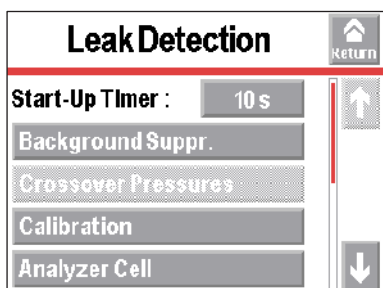 Leak Detection
Return
Start-Up TImer : 10 s
Background Suppr.
Crossover Pressures
Calibration
Analyzer Cell